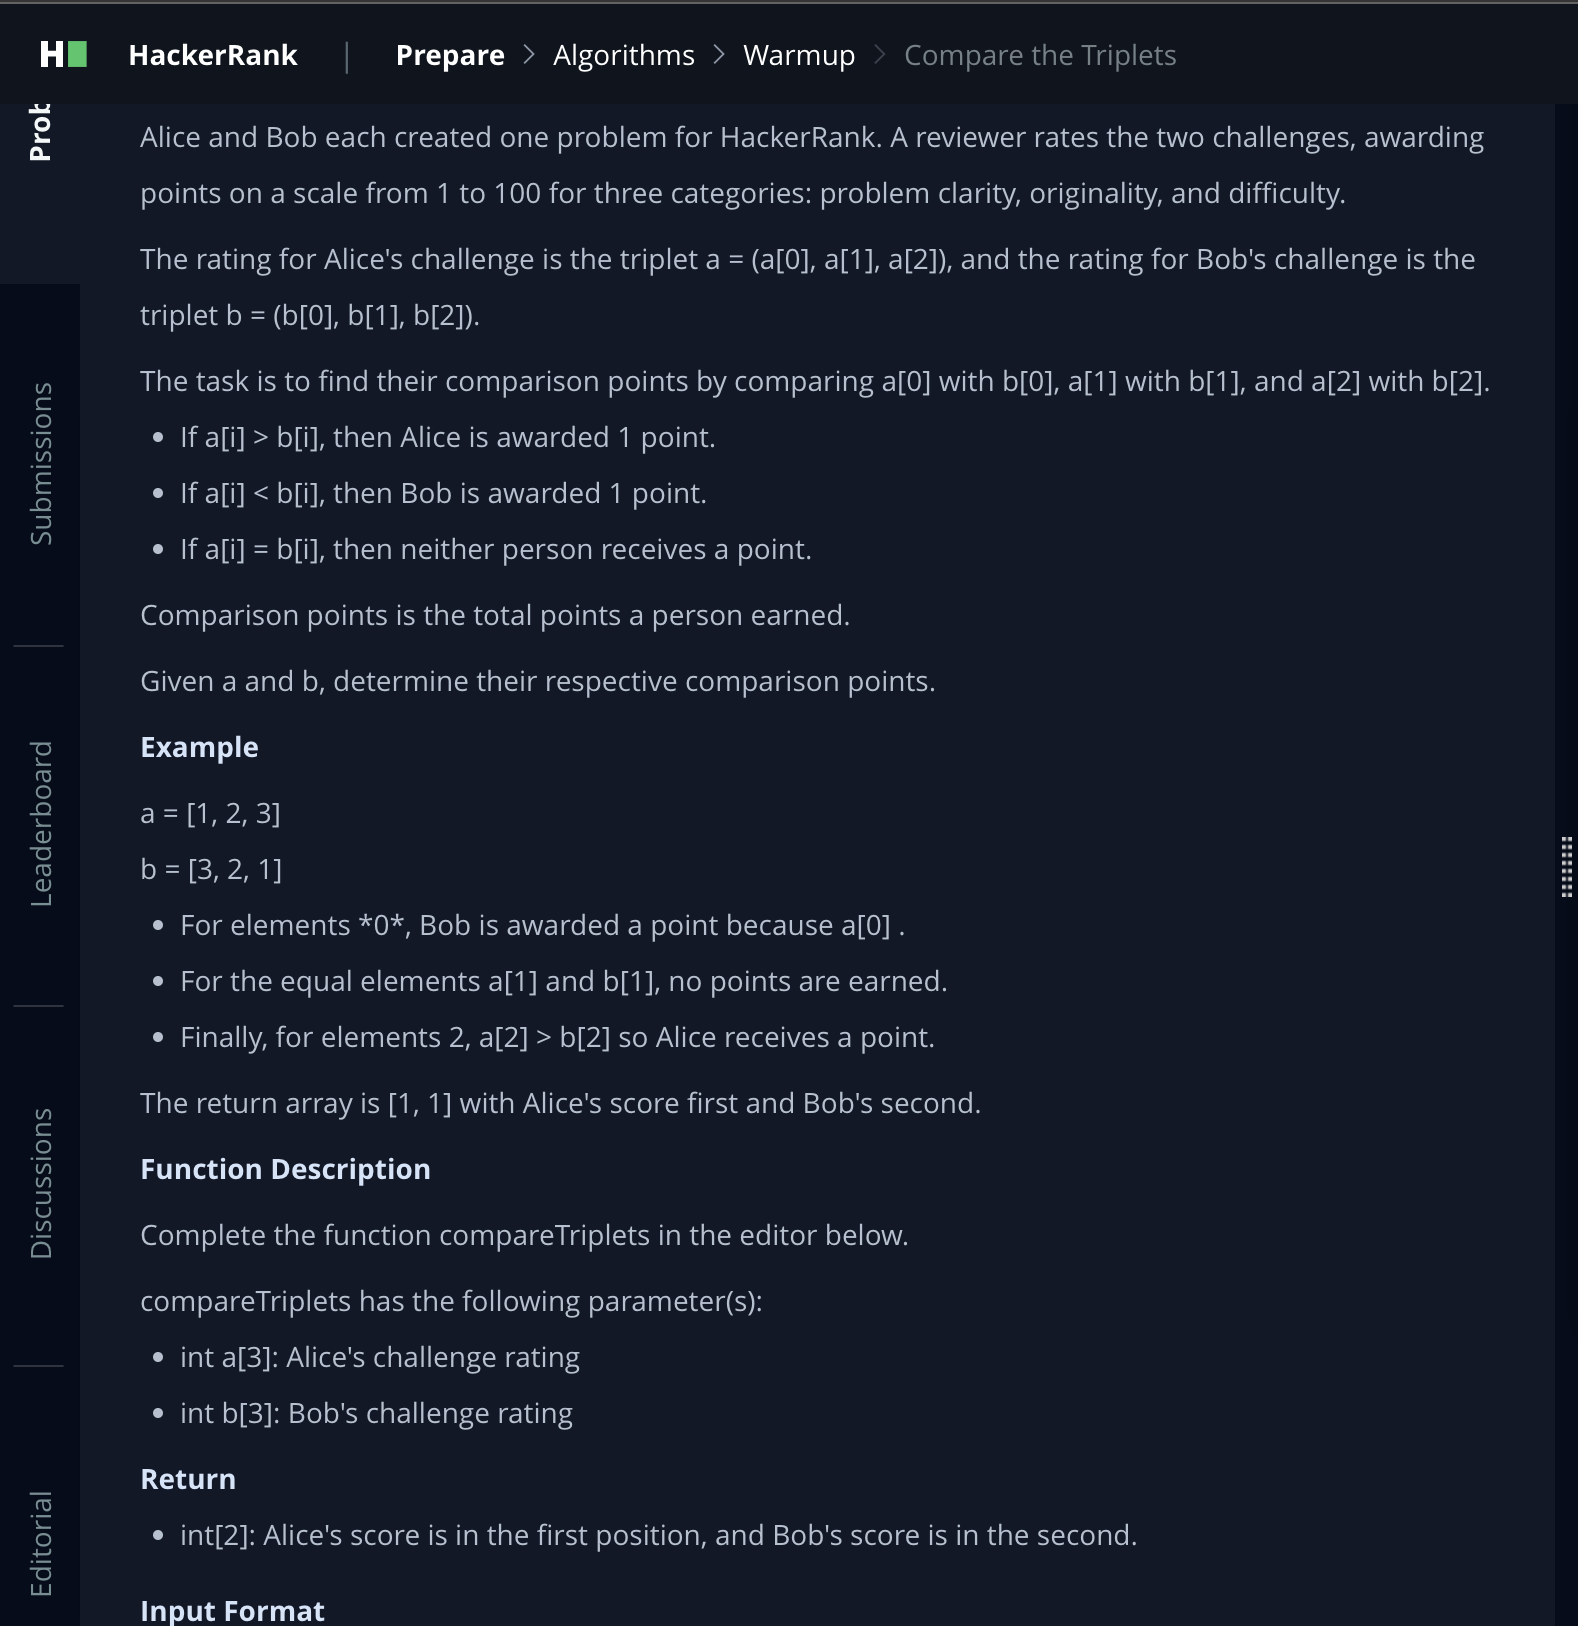 HackerRank | Prepare > Algorithms > Warmup > Compare the Triplets
Prob
Submissions
Leaderboard
Discussions
Editorial
Alice and Bob each created one problem for HackerRank. A reviewer rates the two challenges, awarding
points on a scale from 1 to 100 for three categories: problem clarity, originality, and difficulty.
The rating for Alice's challenge is the triplet a = (a[0], a[1], a[2]), and the rating for Bob's challenge is the
triplet b = (b[0], b[1], b[2]).
The task is to find their comparison points by comparing a[0] with b[0], a[1] with b[1], and a[2] with b[2].
• If a[i] > b[i], then Alice is awarded 1 point.
• If a[i] < b[i], then Bob is awarded 1 point.
• If a[i] = b[i], then neither person receives a point.
Comparison points is the total points a person earned.
Given a and b, determine their respective comparison points.
Example
a = [1, 2, 3]
b = [3, 2, 1]
• For elements *0*, Bob is awarded a point because a[0] .
• For the equal elements a[1] and b[1], no points are earned.
• Finally, for elements 2, a[2] > b[2] so Alice receives a point.
The return array is [1, 1] with Alice's score first and Bob's second.
Function Description
Complete the function compareTriplets in the editor below.
compareTriplets has the following parameter(s):
• int a[3]: Alice's challenge rating
• int b[3]: Bob's challenge rating
Return
• int[2]: Alice's score is in the first position, and Bob's score is in the second.
Input Format